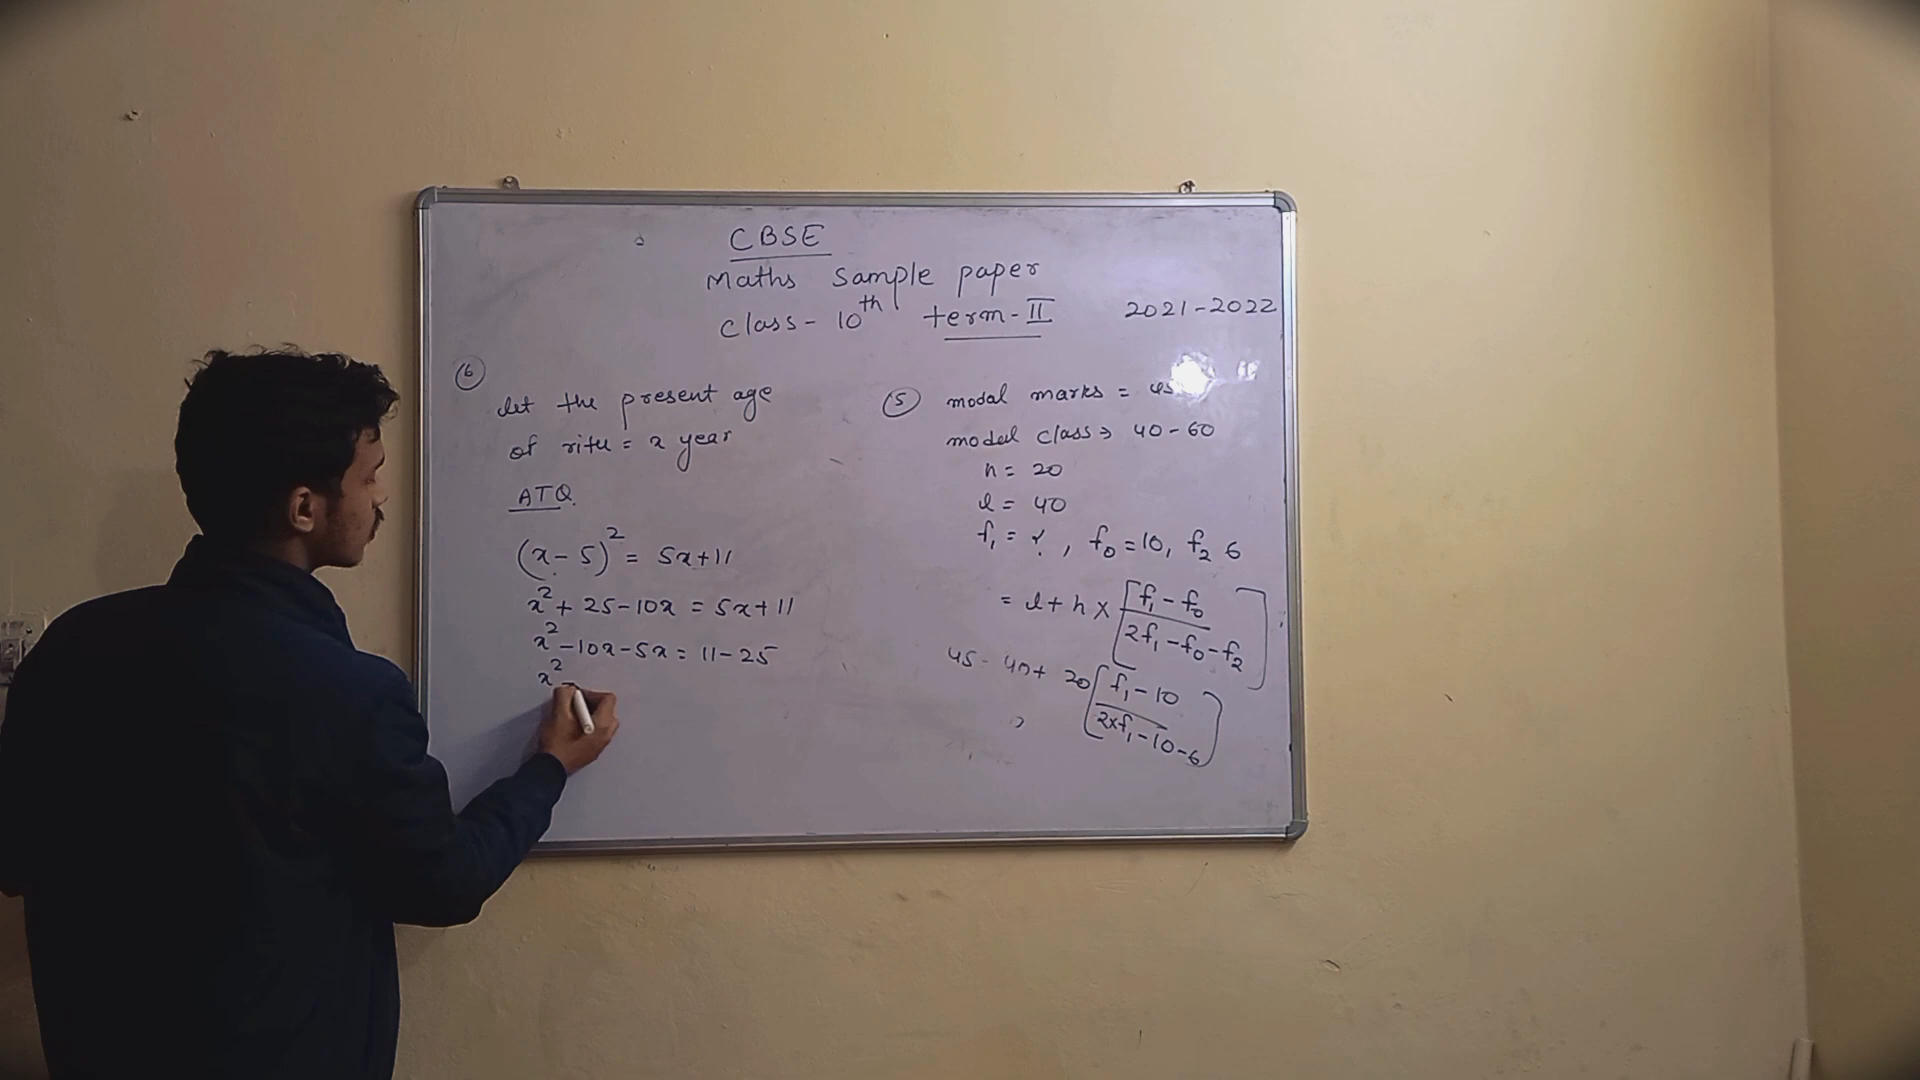 CBSE
Maths Sample paper
Class - 10th term - II 2021-2022
6
let the present age
of ritu = x year
ATQ.
(x - 5)² = 5x+11
x² + 25 - 10x = 5x + 11
x² - 10x - 5x = 11 - 25
x² -
5 modal marks = 45
modal class → 40 - 60
h = 20
l = 40
f₁ = ?, f₀ = 10, f₂ 6
= l + h × [f₁ - f₀ / 2f₁ - f₀ - f₂]
45 = 40 + 20 [f₁ - 10 / 2×f₁ - 10 - 6]